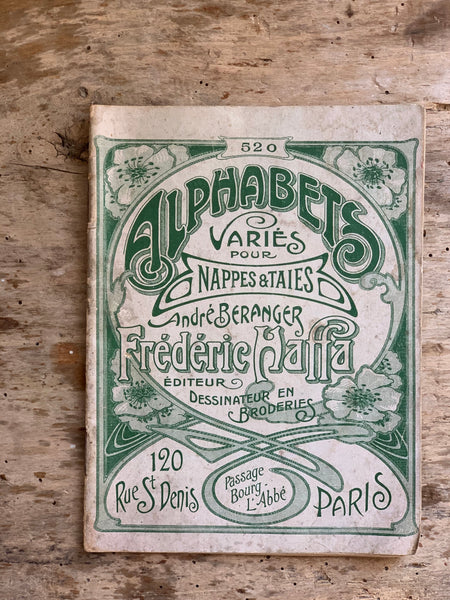 520
ALPHABETS
VARIÉS
POUR
NAPPES & TAIES
André BERANGER
Frédéric Haffa
ÉDITEUR
DESSINATEUR EN
BRODERIES
120
Rue St Denis
Passage
Bourg-
L'Abbé
PARIS